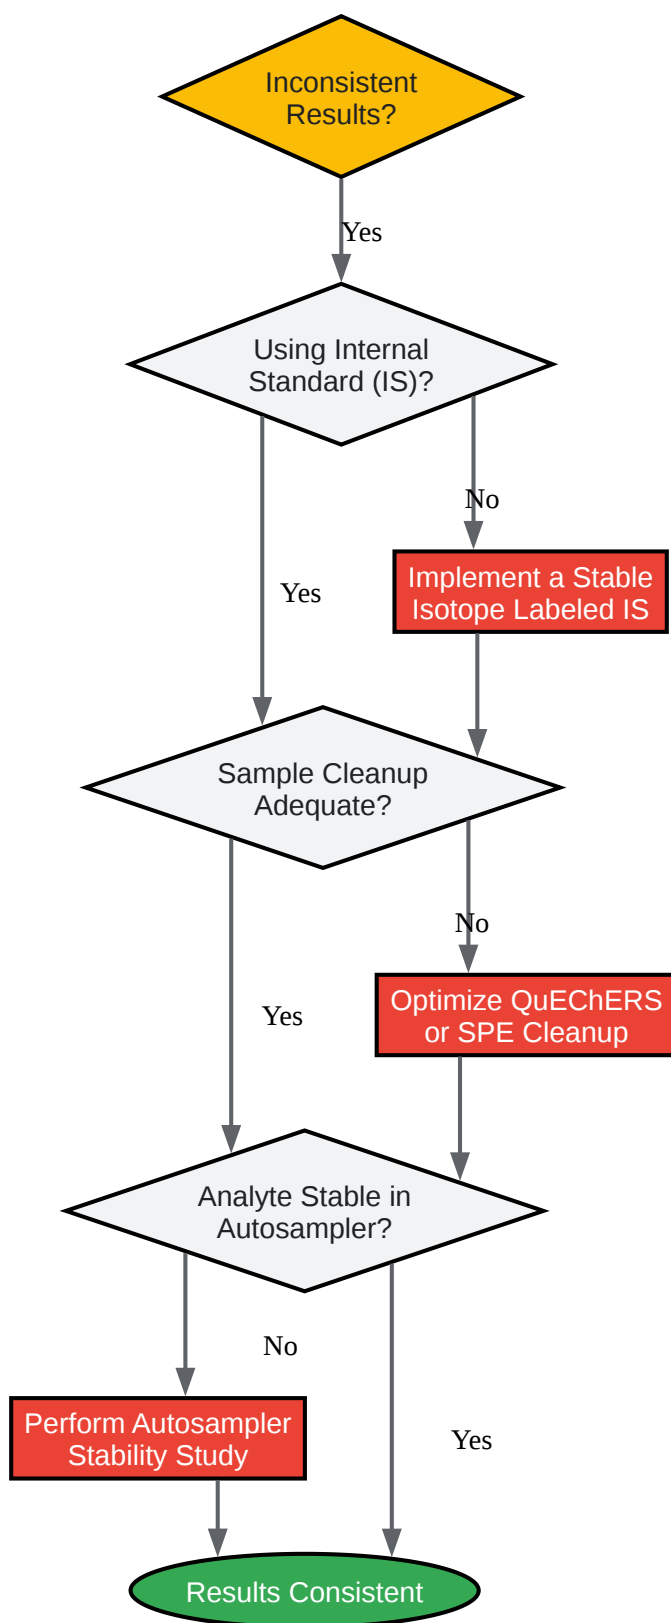 Inconsistent
Results?
Yes
Using Internal
Standard (IS)?
No
Implement a Stable
Isotope Labeled IS
Yes
Sample Cleanup
Adequate?
No
Optimize QuEChERS
or SPE Cleanup
Yes
Analyte Stable in
Autosampler?
No
Perform Autosampler
Stability Study
Yes
Results Consistent